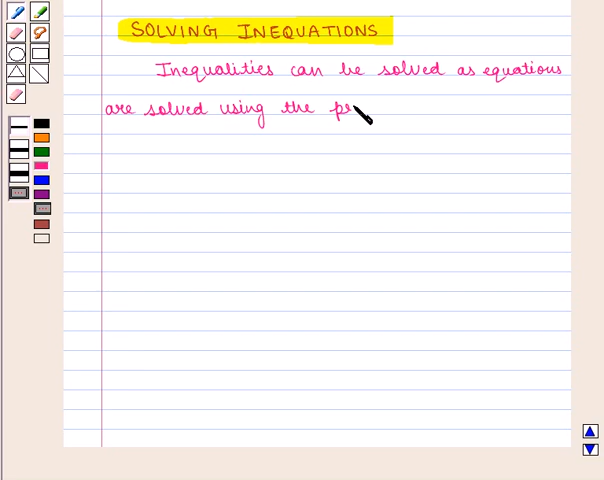 SOLVING INEQUATIONS
Inequalities can be solved as equations
are solved using the